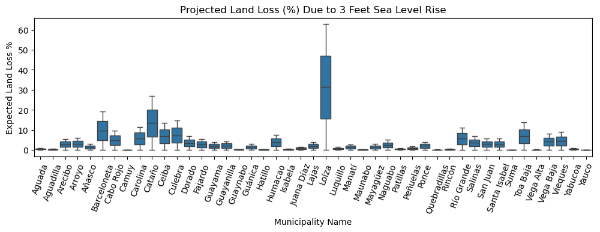 Projected Land Loss (%) Due to 3 Feet Sea Level Rise
Expected Land Loss %
60
50
40
30
20
10
0
Aguada
Aguadilla
Arecibo
Arroyo
Añasco
Barceloneta
Cabo Rojo
Camuy
Carolina
Cataño
Ceiba
Culebra
Dorado
Fajardo
Guayama
Guayanilla
Guaynabo
Guánica
Hatillo
Humacao
Isabela
Juana Díaz
Lajas
Loíza
Luquillo
Manatí
Maunabo
Mayagüez
Naguabo
Patillas
Peñuelas
Ponce
Quebradillas
Rincón
Río Grande
Salinas
San Juan
Santa Isabel
Suma
Toa Baja
Vega Alta
Vega Baja
Vieques
Yabucoa
Yauco
Municipality Name